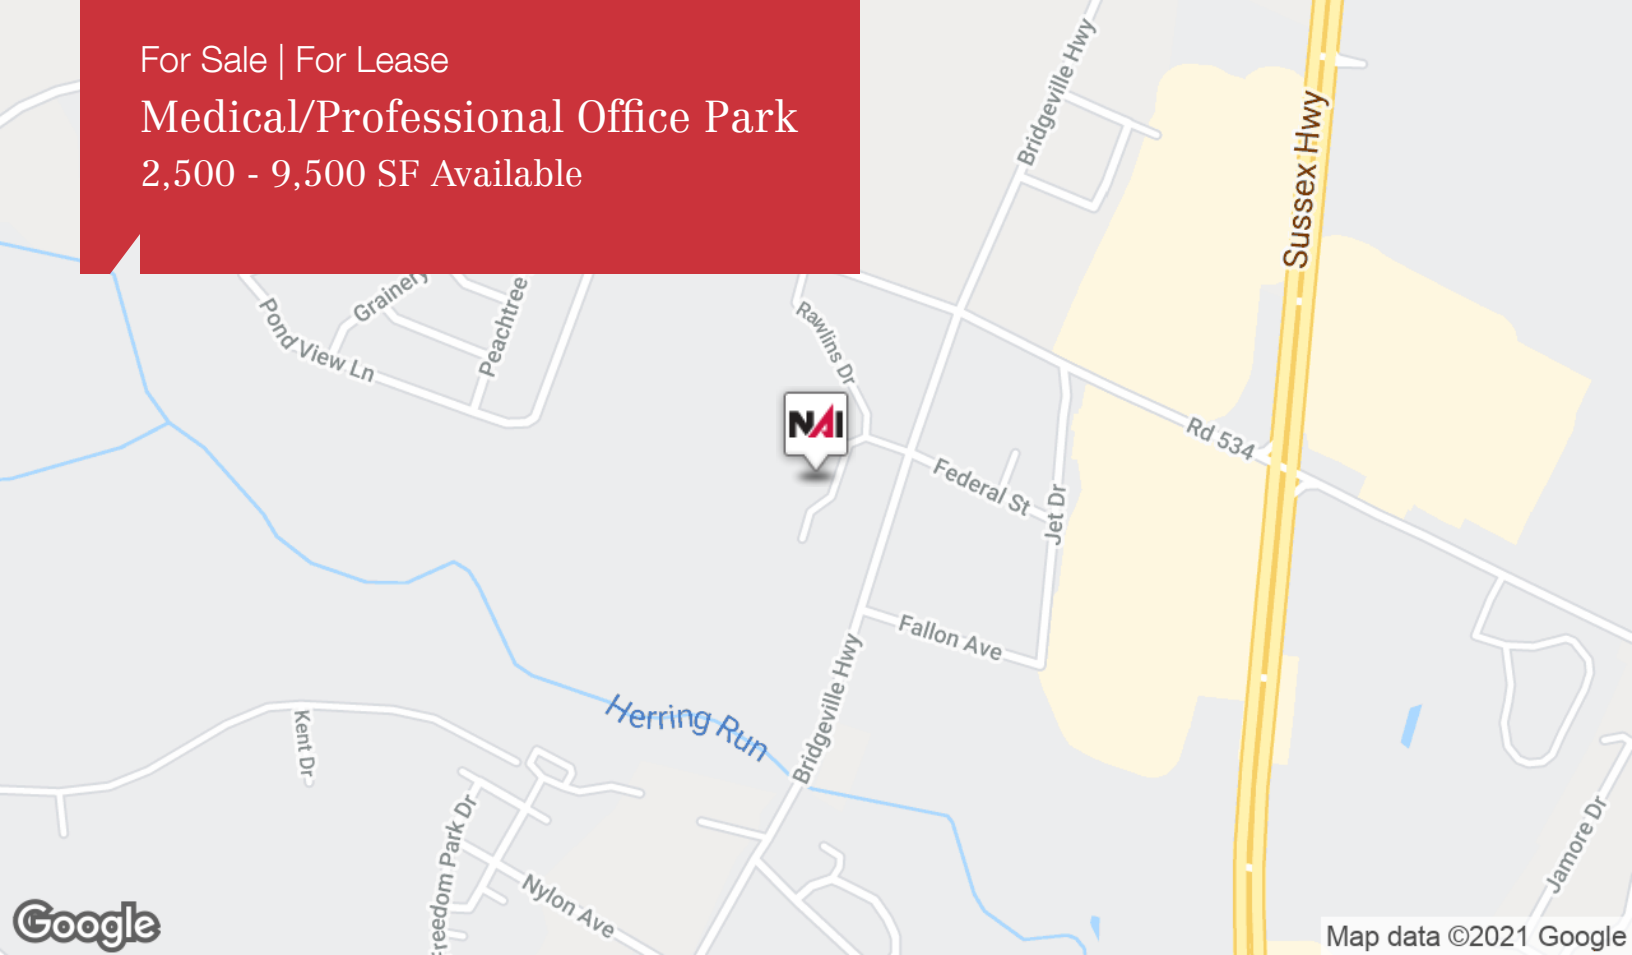 For Sale | For Lease
Medical/Professional Office Park
2,500 - 9,500 SF Available
Bridgeville Hwy
Sussex Hwy
Grainery
Peachtree
Pond View Ln
Rawlins Dr
NAI
Rd 534
Federal St
Jet Dr
Fallon Ave
Bridgeville Hwy
Herring Run
Kent Dr
Freedom Park Dr
Nylon Ave
Jamore Dr
Google
Map data ©2021 Google